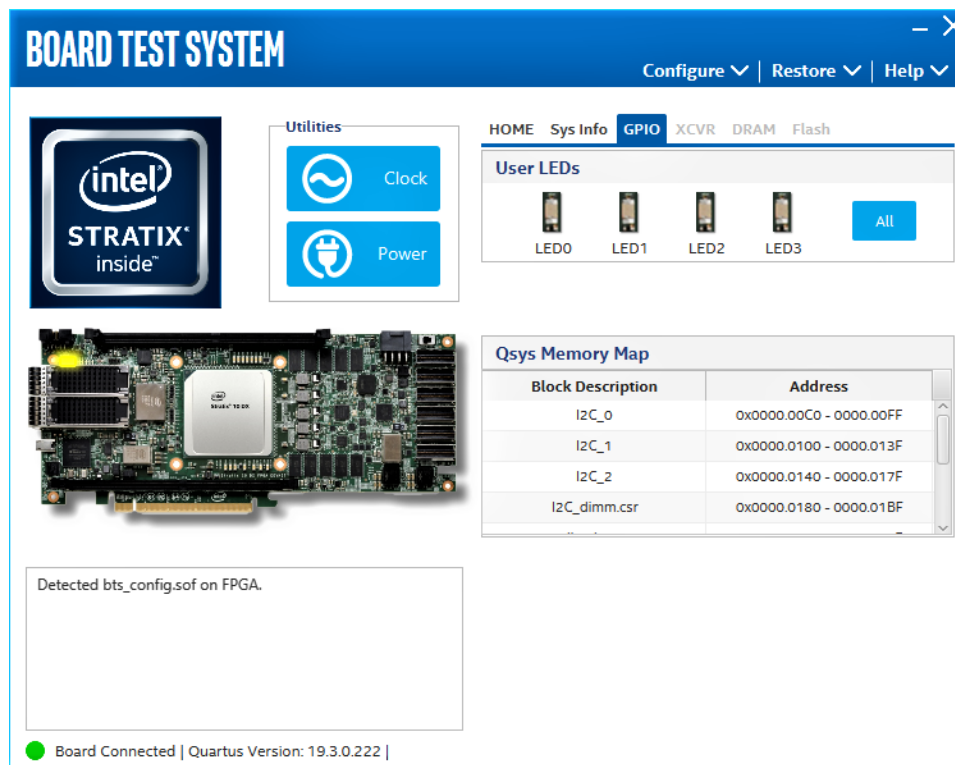 BOARD TEST SYSTEM
Configure | Restore | Help
intel
STRATIX
inside™
Utilities
Clock
Power
HOME Sys Info GPIO XCVR DRAM Flash
User LEDs
LED0 LED1 LED2 LED3
All
Qsys Memory Map
Block Description Address
I2C_0 0x0000.00C0 - 0000.00FF
I2C_1 0x0000.0100 - 0000.013F
I2C_2 0x0000.0140 - 0000.017F
I2C_dimm.csr 0x0000.0180 - 0000.01BF
Detected bts_config.sof on FPGA.
Board Connected | Quartus Version: 19.3.0.222 |